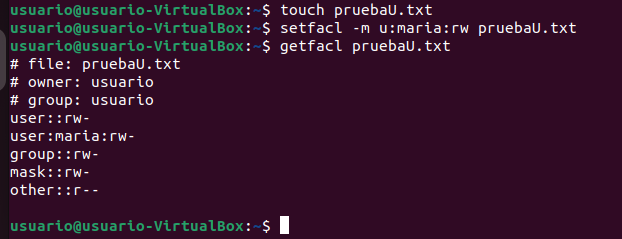 usuario@usuario-VirtualBox:~$ touch pruebaU.txt
usuario@usuario-VirtualBox:~$ setfacl -m u:maria:rw pruebaU.txt
usuario@usuario-VirtualBox:~$ getfacl pruebaU.txt
# file: pruebaU.txt
# owner: usuario
# group: usuario
user::rw-
user:maria:rw-
group::rw-
mask::rw-
other::r--

usuario@usuario-VirtualBox:~$